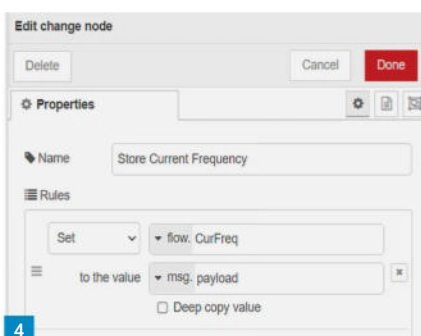 Edit change node
Delete Cancel Done
Properties
Name Store Current Frequency
Rules
Set flow. CurFreq
to the value msg. payload
Deep copy value
4